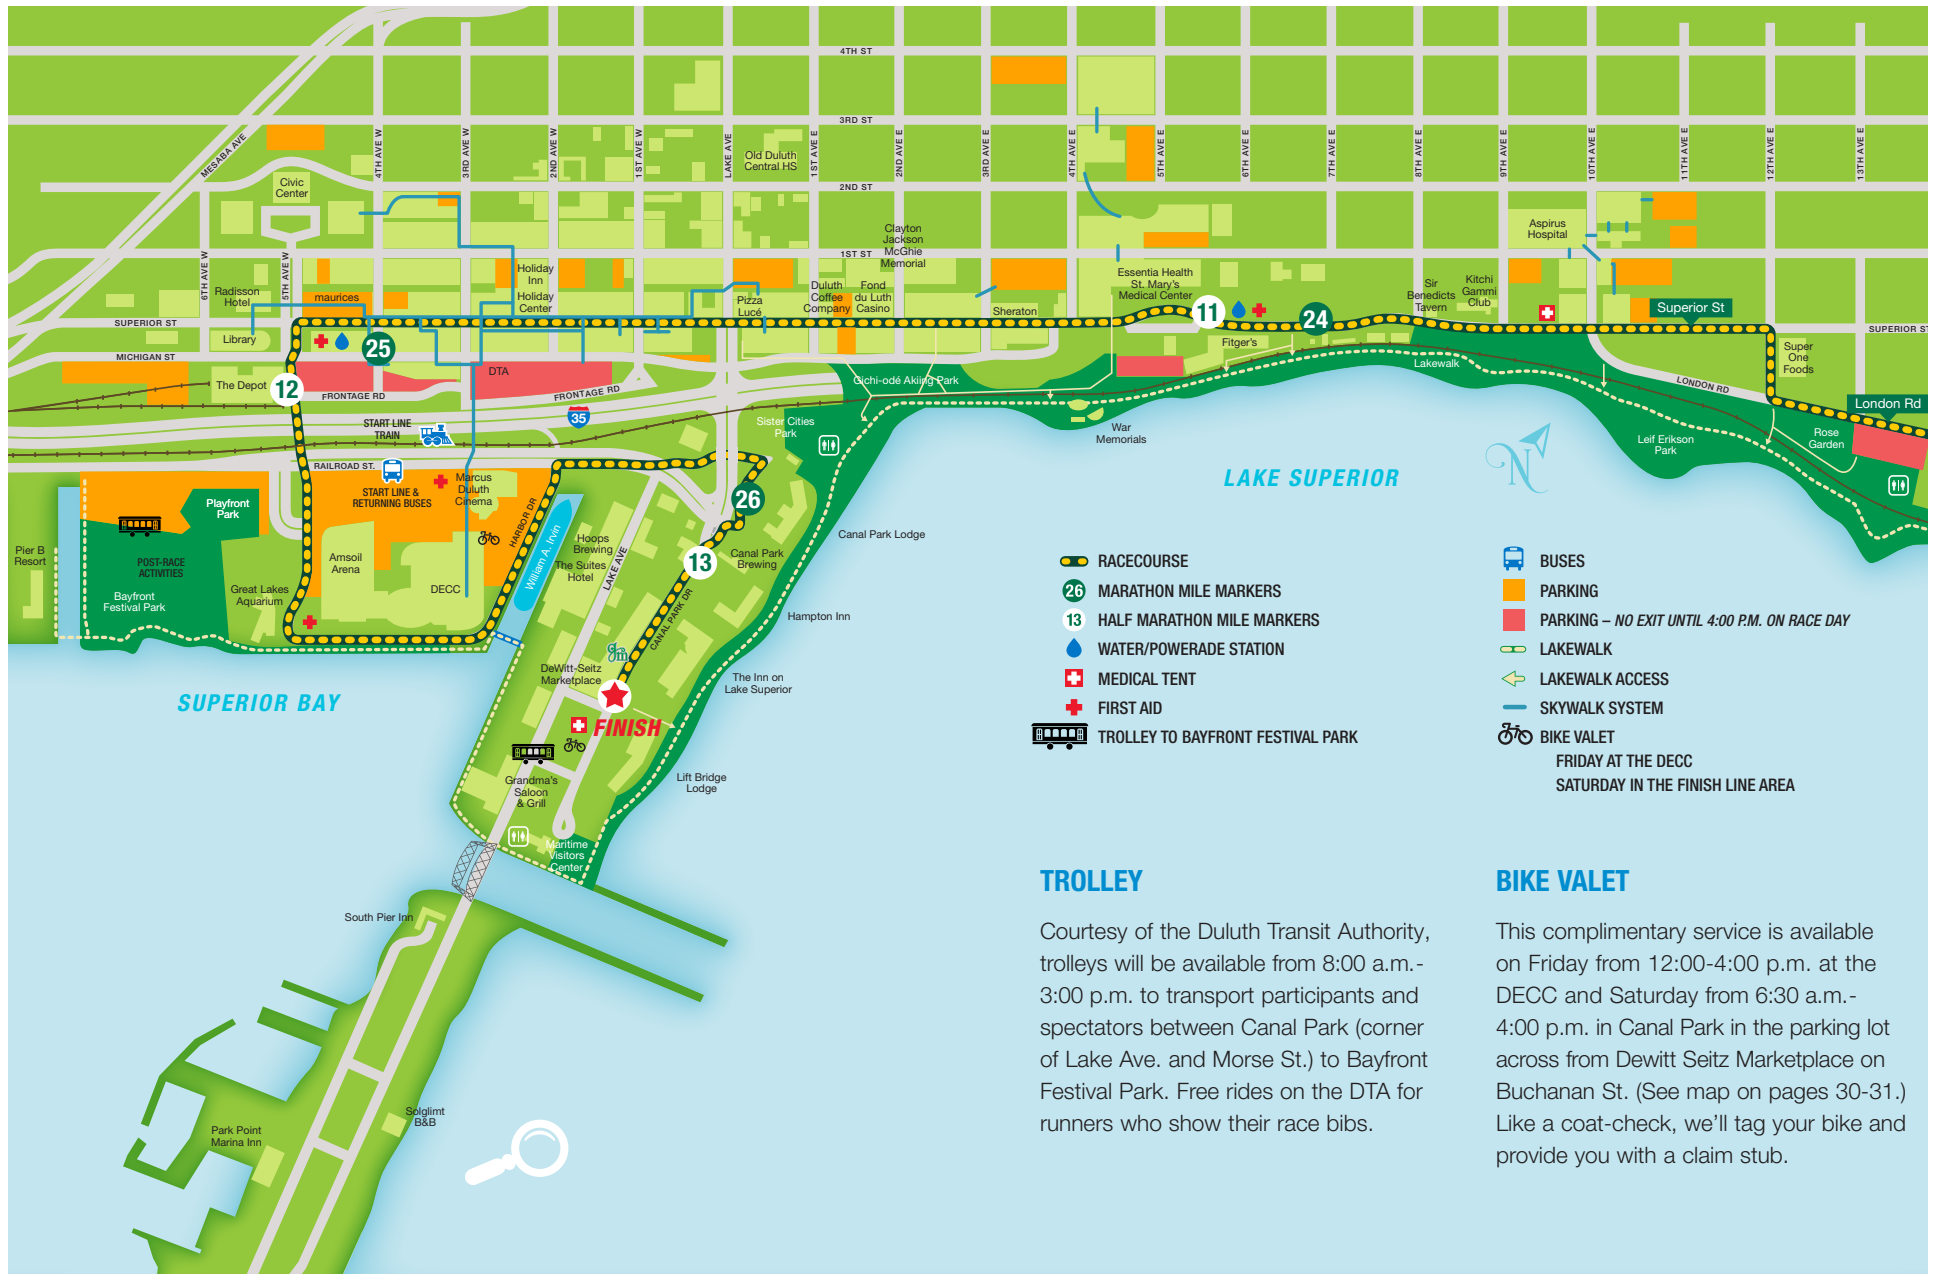 4TH ST
3RD ST
MESABA AVE
4TH AVE W
3RD AVE W
2ND AVE W
1ST AVE W
LAKE AVE
1ST AVE E
2ND AVE E
3RD AVE E
4TH AVE E
5TH AVE E
6TH AVE E
7TH AVE E
8TH AVE E
9TH AVE E
10TH AVE E
11TH AVE E
12TH AVE E
13TH AVE E
Old Duluth
Central HS
2ND ST
Civic
Center
Clayton
Jackson
McGhie
Memorial
1ST ST
Aspirus
Hospital
6TH AVE W
5TH AVE W
Radisson
Hotel
maurices
Holiday
Inn
Holiday
Center
Pizza
Lucé
Duluth
Coffee
Company
Fond
du Luth
Casino
Sheraton
Essentia Health
St. Mary's
Medical Center
11
24
Sir
Benedicts
Tavern
Kitchi
Gammi
Club
Superior St
SUPERIOR ST
SUPERIOR ST
Library
25
Fitger's
Super
One
Foods
MICHIGAN ST
The Depot
12
DTA
FRONTAGE RD
FRONTAGE RD
35
Gichi-odé Akiing Park
Lakewalk
LONDON RD
London Rd
START LINE
TRAIN
Sister Cities
Park
War
Memorials
Leif Erikson
Park
Rose
Garden
RAILROAD ST.
START LINE &
RETURNING BUSES
Marcus
Duluth
Cinema
26
N
LAKE SUPERIOR
Playfront
Park
HARBOR DR
William A. Irvin
Hoops
Brewing
The Suites
Hotel
LAKE AVE
13
Canal Park
Brewing
Canal Park Lodge
Pier B
Resort
POST-RACE
ACTIVITIES
Bayfront
Festival Park
Great Lakes
Aquarium
Amsoil
Arena
DECC
CANAL PARK DR
Hampton Inn
gm
DeWitt-Seitz
Marketplace
The Inn on
Lake Superior
SUPERIOR BAY
FINISH
Grandma's
Saloon
& Grill
Lift Bridge
Lodge
Maritime
Visitors
Center
South Pier Inn
Solglimt
B&B
Park Point
Marina Inn
RACECOURSE
26 MARATHON MILE MARKERS
13 HALF MARATHON MILE MARKERS
WATER/POWERADE STATION
MEDICAL TENT
FIRST AID
TROLLEY TO BAYFRONT FESTIVAL PARK
BUSES
PARKING
PARKING – NO EXIT UNTIL 4:00 P.M. ON RACE DAY
LAKEWALK
LAKEWALK ACCESS
SKYWALK SYSTEM
BIKE VALET
FRIDAY AT THE DECC
SATURDAY IN THE FINISH LINE AREA
TROLLEY
Courtesy of the Duluth Transit Authority,
trolleys will be available from 8:00 a.m.-
3:00 p.m. to transport participants and
spectators between Canal Park (corner
of Lake Ave. and Morse St.) to Bayfront
Festival Park. Free rides on the DTA for
runners who show their race bibs.
BIKE VALET
This complimentary service is available
on Friday from 12:00-4:00 p.m. at the
DECC and Saturday from 6:30 a.m.-
4:00 p.m. in Canal Park in the parking lot
across from Dewitt Seitz Marketplace on
Buchanan St. (See map on pages 30-31.)
Like a coat-check, we'll tag your bike and
provide you with a claim stub.